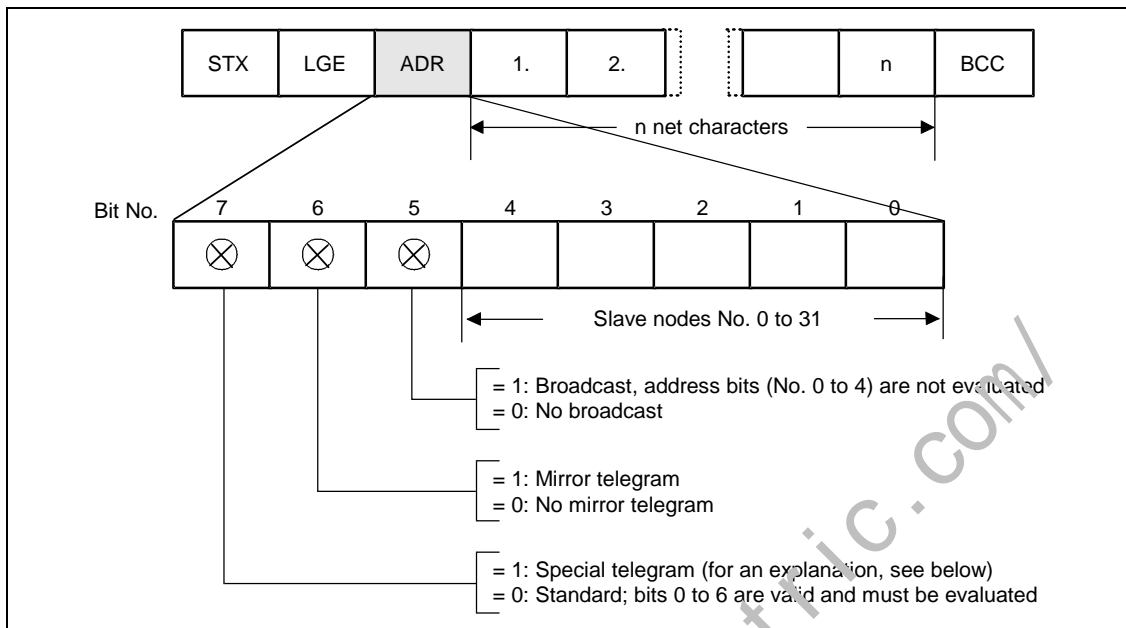 STX LGE ADR 1. 2. n BCC
n net characters
Bit No. 7 6 5 4 3 2 1 0
Slave nodes No. 0 to 31
= 1: Broadcast, address bits (No. 0 to 4) are not evaluated
= 0: No broadcast
= 1: Mirror telegram
= 0: No mirror telegram
= 1: Special telegram (for an explanation, see below)
= 0: Standard; bits 0 to 6 are valid and must be evaluated
tric.com/